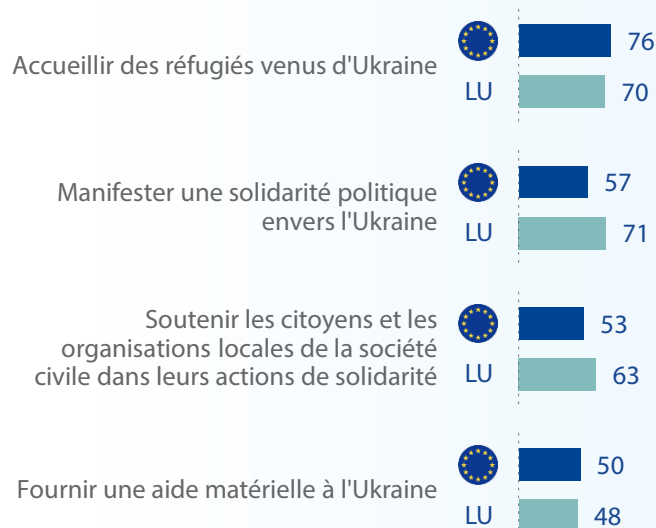 Accueillir des réfugiés venus d'Ukraine
76
LU
70
Manifester une solidarité politique
envers l'Ukraine
57
LU
71
Soutenir les citoyens et les
organisations locales de la société
civile dans leurs actions de solidarité
53
LU
63
Fournir une aide matérielle à l'Ukraine
50
LU
48